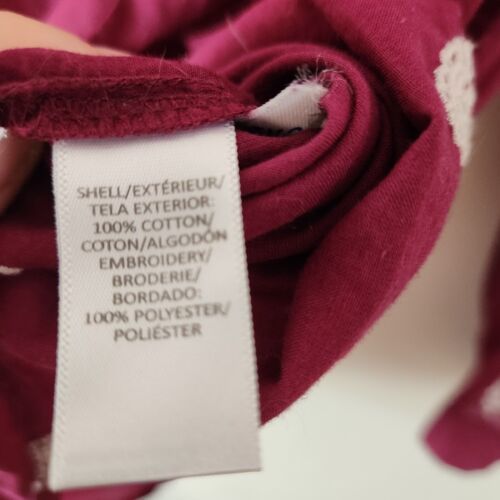 SHELL/EXTÉRIEUR/
TELA EXTERIOR:
100% COTTON/
COTON/ALGODÓN
EMBROIDERY/
BRODERIE/
BORDADO:
100% POLYESTER/
POLIÉSTER